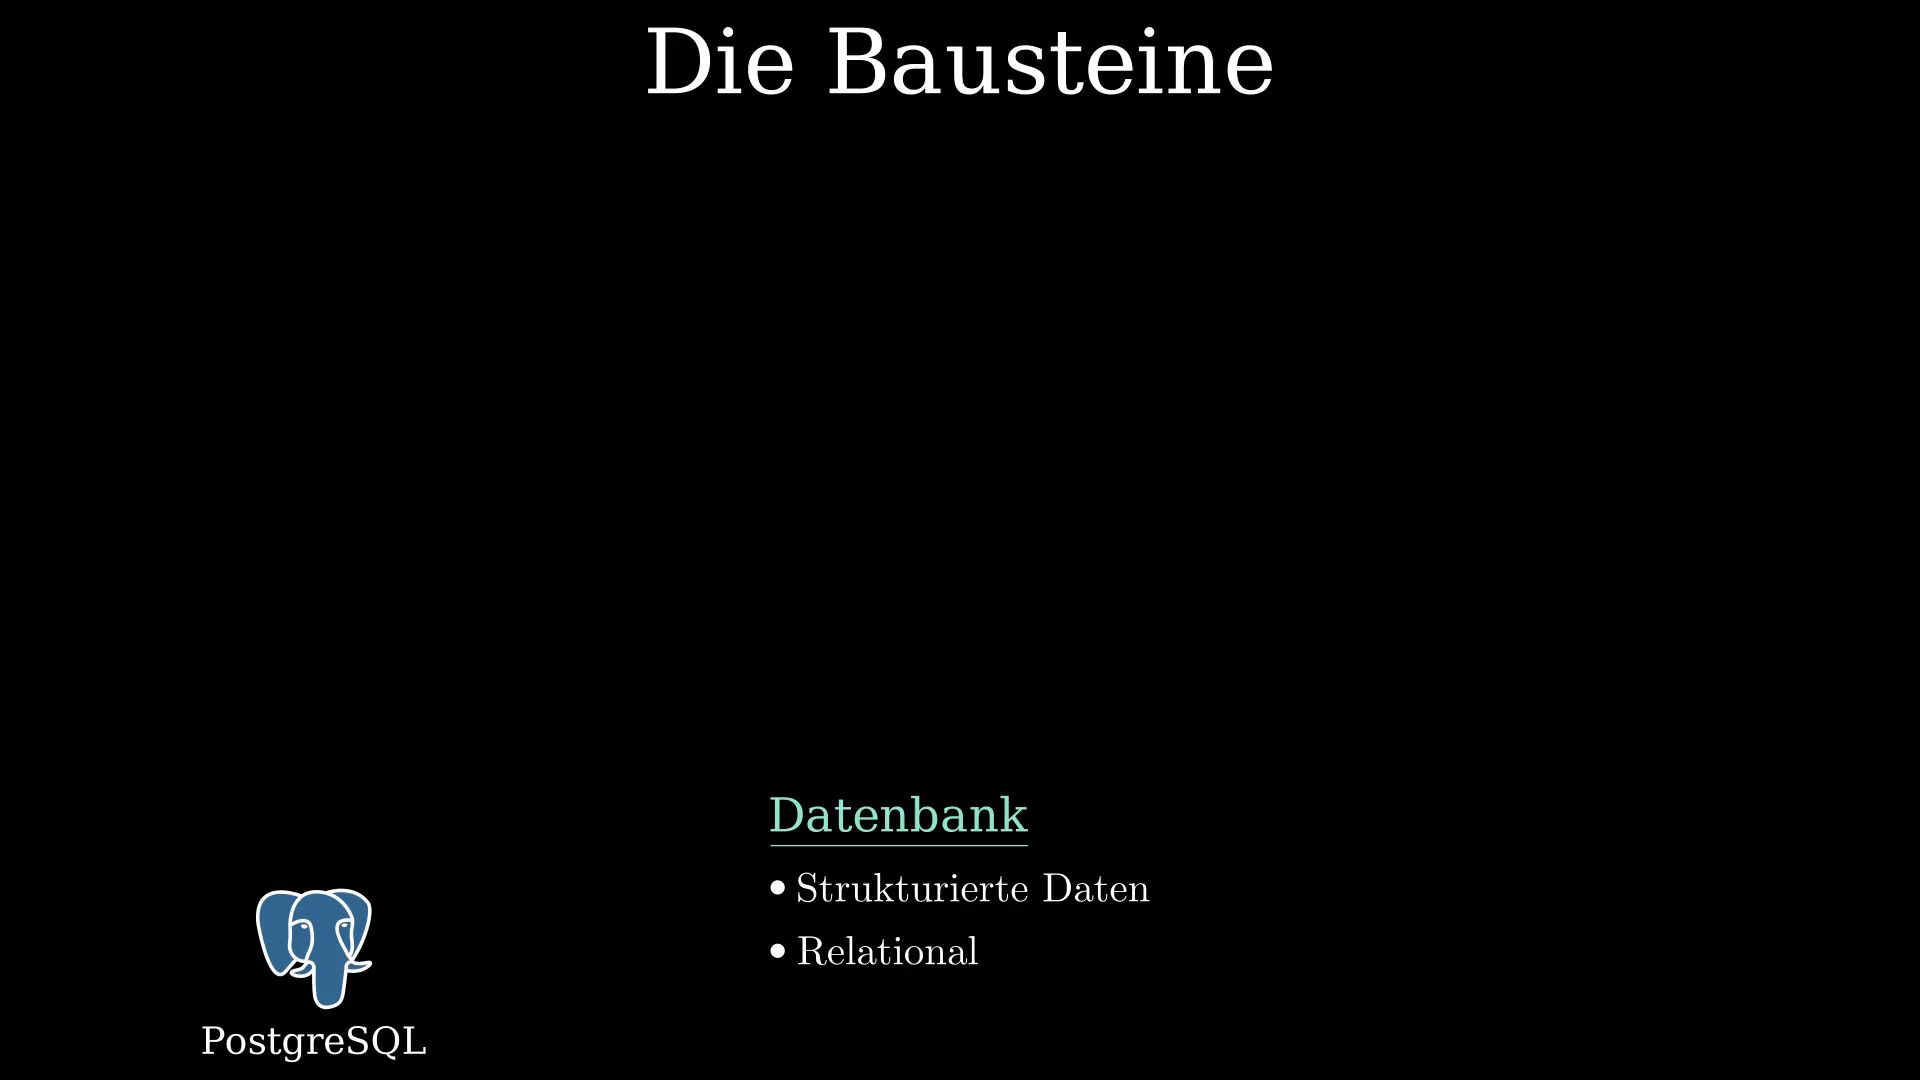 Die Bausteine
Datenbank
• Strukturierte Daten
• Relational
PostgreSQL